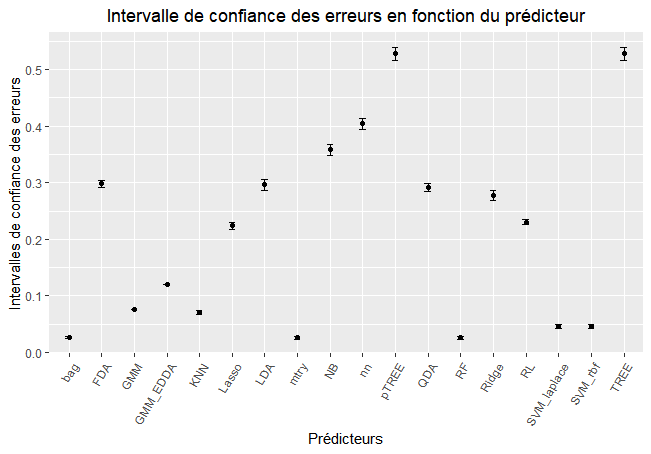 Intervalle de confiance des erreurs en fonction du prédicteur
Intervalles de confiance des erreurs
0.5
0.4
0.3
0.2
0.1
0.0
bag
FDA
GMM
GMM_EDDA
KNN
Lasso
LDA
mtry
NB
nn
pTREE
QDA
RF
Ridge
RL
SVM_laplace
SVM_rbf
TREE
Prédicteurs